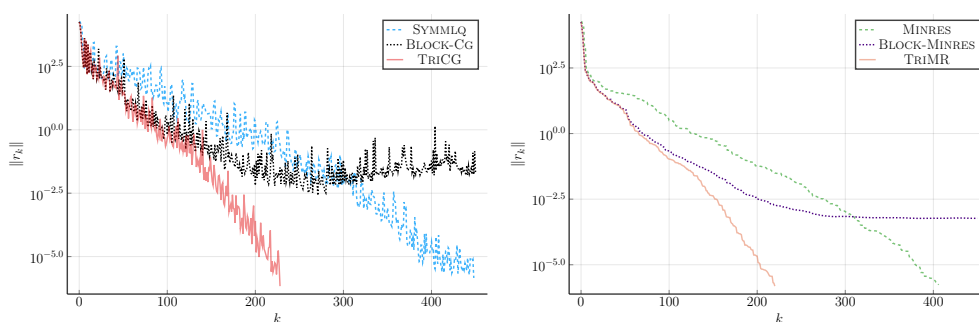 SYMMLQ
BLOCK-CG
TRICG
10^{2.5}
10^{0.0}
10^{-2.5}
10^{-5.0}
‖r_k‖
0 100 200 300 400
k
MINRES
BLOCK-MINRES
TRIMR
10^{2.5}
10^{0.0}
10^{-2.5}
10^{-5.0}
‖r_k‖
0 100 200 300 400
k